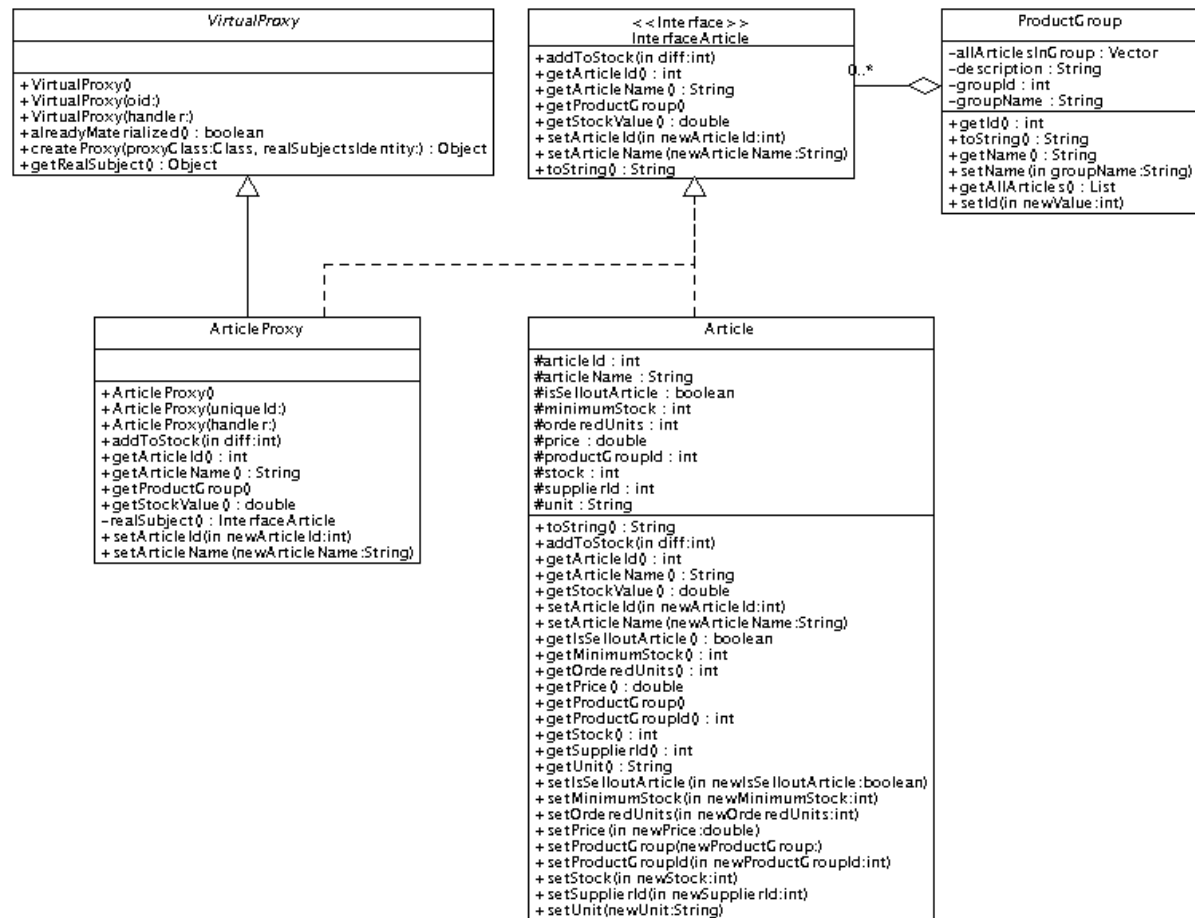 VirtualProxy
+VirtualProxy()
+VirtualProxy(oid:)
+VirtualProxy(handler:)
+alreadyMaterialized() : boolean
+createProxy(proxyClass:Class, realSubjectsIdentity:) : Object
+getRealSubject() : Object
<<Interface>>
InterfaceArticle
+addToStock(in diff:int)
+getArticleId() : int
+getArticleName() : String
+getProductGroup()
+getStockValue() : double
+setArticleId(in newArticleId:int)
+setArticleName(newArticleName:String)
+toString() : String
0..*
ProductGroup
-allArticlesInGroup : Vector
-description : String
-groupId : int
-groupName : String
+getId() : int
+toString() : String
+getName() : String
+setName(in groupName:String)
+getAllArticles() : List
+setId(in newValue:int)
ArticleProxy
+ArticleProxy()
+ArticleProxy(uniqueId:)
+ArticleProxy(handler:)
+addToStock(in diff:int)
+getArticleId() : int
+getArticleName() : String
+getProductGroup()
+getStockValue() : double
-realSubject() : InterfaceArticle
+setArticleId(in newArticleId:int)
+setArticleName(newArticleName:String)
Article
#articleId : int
#articleName : String
#isSelloutArticle : boolean
#minimumStock : int
#orderedUnits : int
#price : double
#productGroupId : int
#stock : int
#supplierId : int
#unit : String
+toString() : String
+addToStock(in diff:int)
+getArticleId() : int
+getArticleName() : String
+getStockValue() : double
+setArticleId(in newArticleId:int)
+setArticleName(newArticleName:String)
+getIsSelloutArticle() : boolean
+getMinimumStock() : int
+getOrderedUnits() : int
+getPrice() : double
+getProductGroup()
+getProductGroupId() : int
+getStock() : int
+getSupplierId() : int
+getUnit() : String
+setIsSelloutArticle(in newIsSelloutArticle:boolean)
+setMinimumStock(in newMinimumStock:int)
+setOrderedUnits(in newOrderedUnits:int)
+setPrice(in newPrice:double)
+setProductGroup(newProductGroup:)
+setProductGroupId(in newProductGroupId:int)
+setStock(in newStock:int)
+setSupplierId(in newSupplierId:int)
+setUnit(newUnit:String)